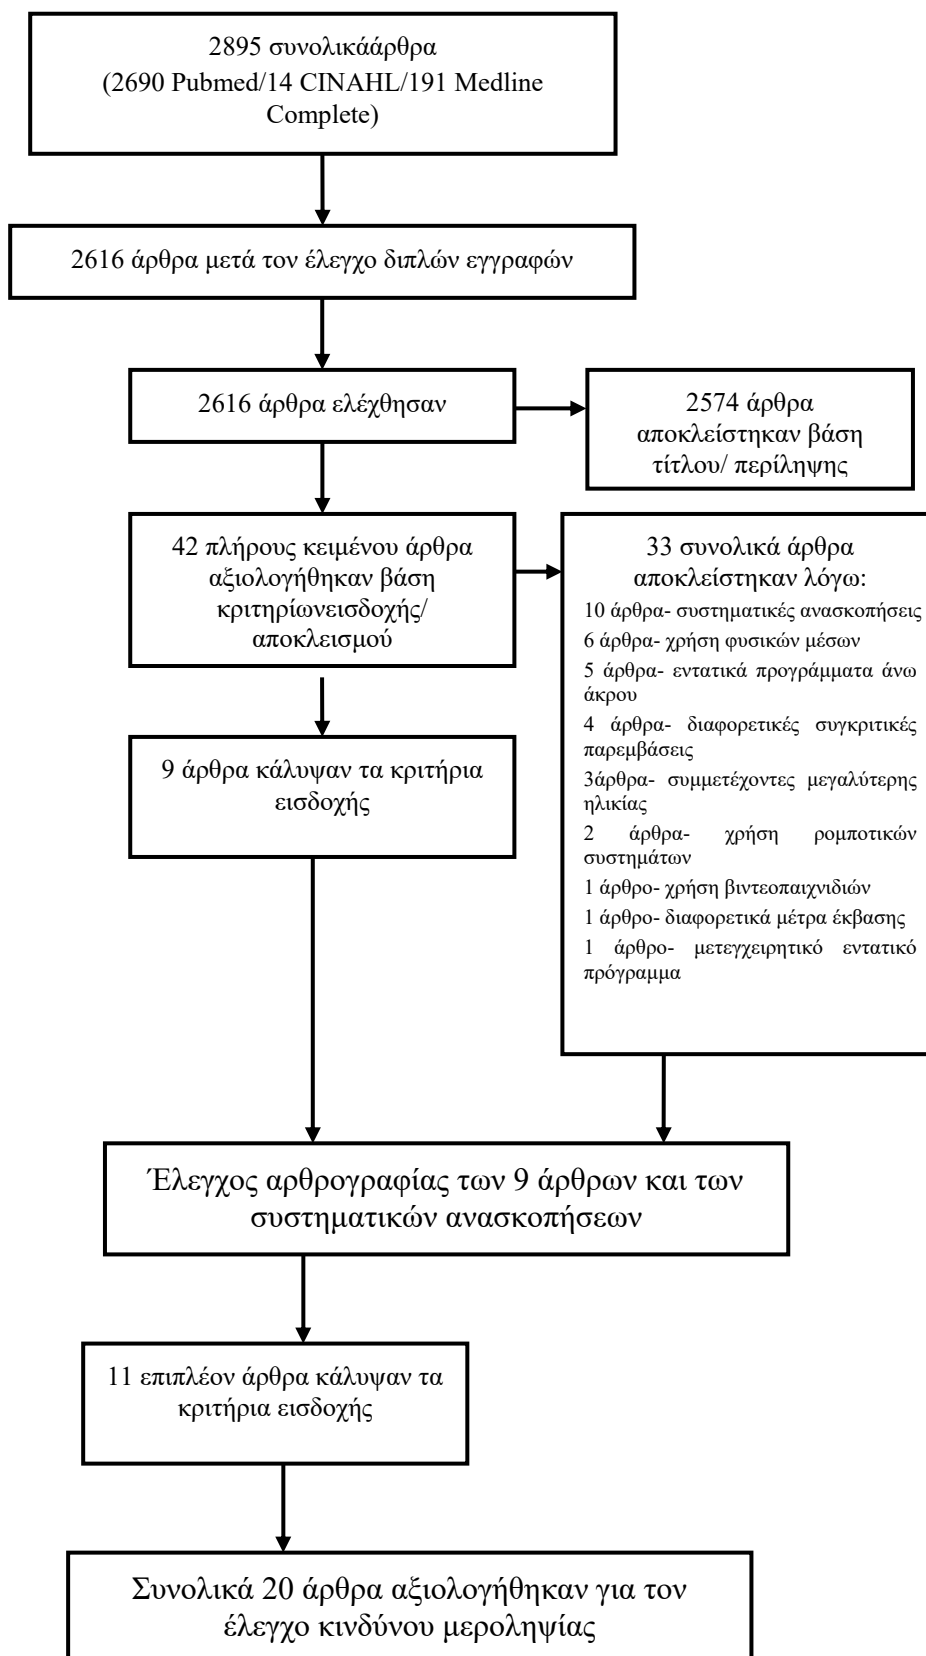 2895 συνολικάάρθρα
(2690 Pubmed/14 CINAHL/191 Medline
Complete)
2616 άρθρα μετά τον έλεγχο διπλών εγγραφών
2616 άρθρα ελέχθησαν
2574 άρθρα
αποκλείστηκαν βάση
τίτλου/ περίληψης
42 πλήρους κειμένου άρθρα
αξιολογήθηκαν βάση
κριτηρίωνεισδοχής/
αποκλεισμού
33 συνολικά άρθρα
αποκλείστηκαν λόγω:
10 άρθρα- συστηματικές ανασκοπήσεις
6 άρθρα- χρήση φυσικών μέσων
5 άρθρα- εντατικά προγράμματα άνω
άκρου
4 άρθρα- διαφορετικές συγκριτικές
παρεμβάσεις
3άρθρα- συμμετέχοντες μεγαλύτερης
ηλικίας
2 άρθρα- χρήση ρομποτικών
συστημάτων
1 άρθρο- χρήση βιντεοπαιχνιδιών
1 άρθρο- διαφορετικά μέτρα έκβασης
1 άρθρο- μετεγχειρητικό εντατικό
πρόγραμμα
9 άρθρα κάλυψαν τα κριτήρια
εισδοχής
Έλεγχος αρθρογραφίας των 9 άρθρων και των
συστηματικών ανασκοπήσεων
11 επιπλέον άρθρα κάλυψαν τα
κριτήρια εισδοχής
Συνολικά 20 άρθρα αξιολογήθηκαν για τον
έλεγχο κινδύνου μεροληψίας